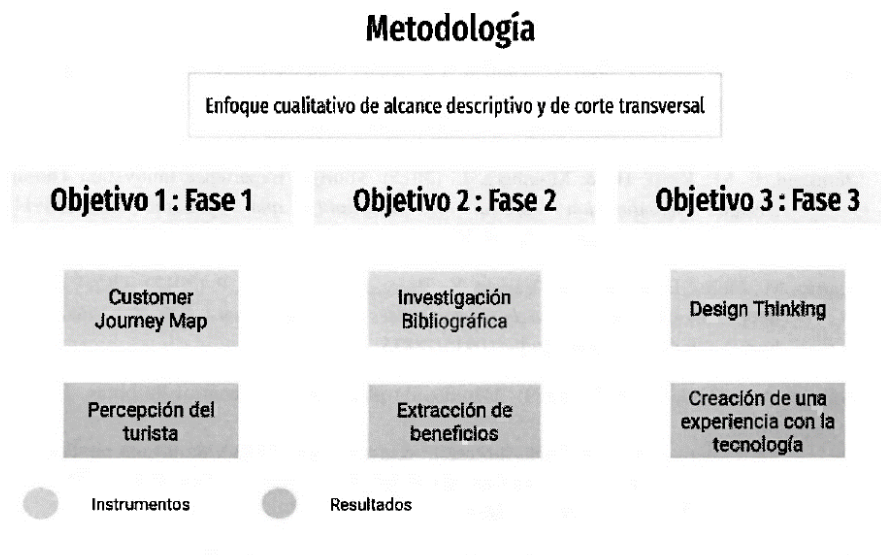 Metodología
Enfoque cualitativo de alcance descriptivo y de corte transversal
Objetivo 1 : Fase 1
Objetivo 2 : Fase 2
Objetivo 3 : Fase 3
Customer
Journey Map
Investigación
Bibliográfica
Design Thinking
Percepción del
turista
Extracción de
beneficios
Creación de una
experiencia con la
tecnología
Instrumentos
Resultados